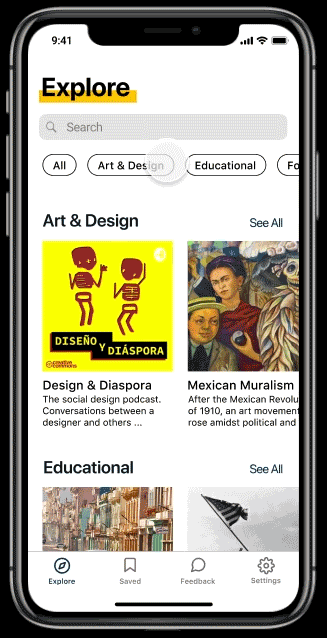 9:41
Explore
Search
All
Art & Design
Educational
Fo
Art & Design
See All
DISEÑO
Y
DIÁSPORA
creative
commons
Design & Diaspora
The social design podcast.
Conversations between a
designer and others ...
Mexican Muralism
After the Mexican Revolu
of 1910, an art movement
rose amidst political and
Educational
See All
Explore
Saved
Feedback
Settings